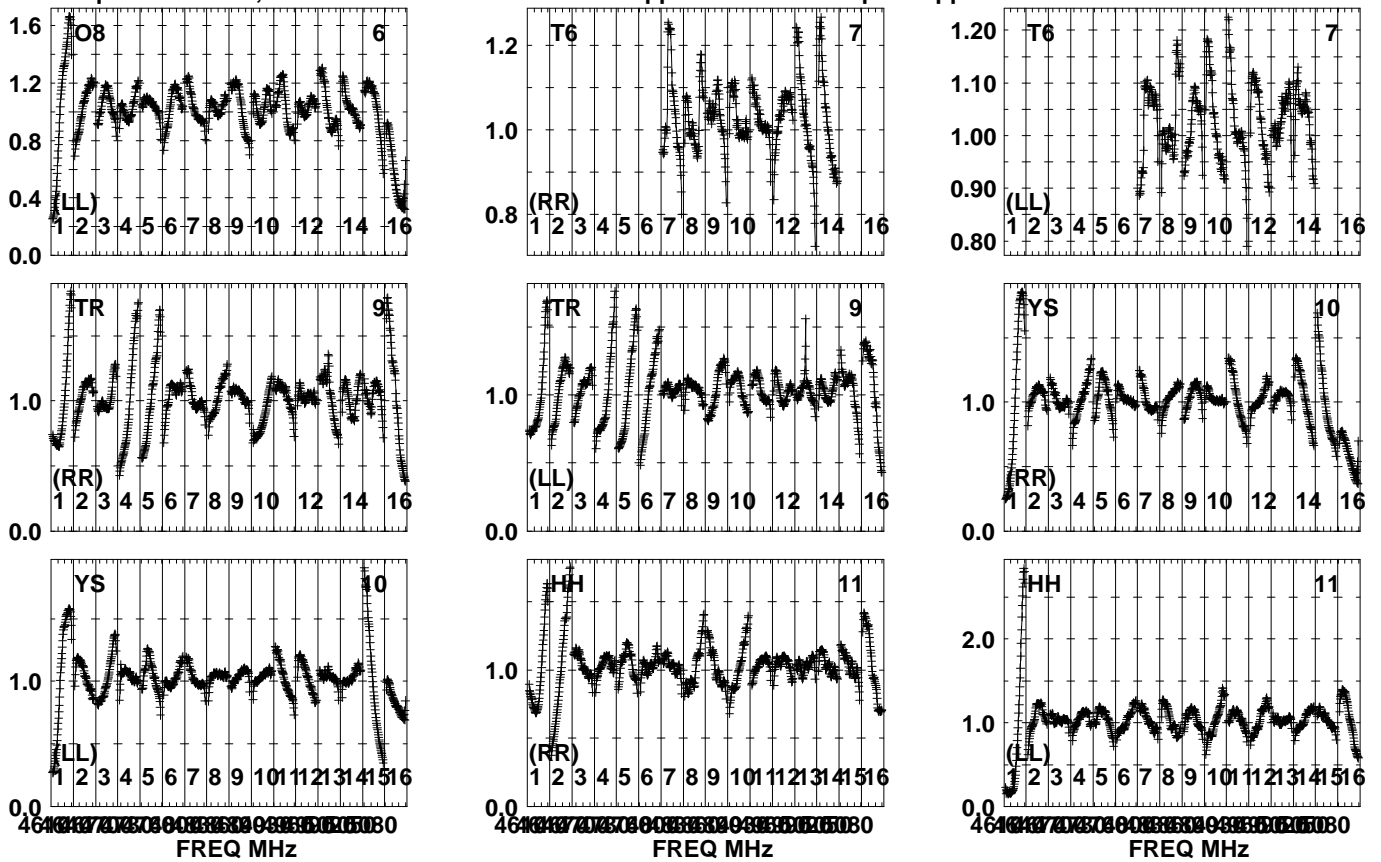 1.6 O8 6
1.2
0.8
0.4
0.0
(LL)
1 2 3 4 5 6 7 8 9 10 12 14 16
T6 7
1.2
1.0
0.8
(RR)
1 2 3 4 5 6 7 8 9 10 12 14 16
T6 7
1.20
1.10
1.00
0.90
0.80
(LL)
1 2 3 4 5 6 7 8 9 10 12 14 16
TR 9
1.0
0.0
(RR)
1 2 3 4 5 6 7 8 9 10 12 14 16
TR 9
1.0
0.0
(LL)
1 2 3 4 5 6 7 8 9 10 12 14 16
YS 10
1.0
0.0
(RR)
1 2 3 4 5 6 7 8 9 10 12 14 16
YS 10
1.0
0.0
(LL)
1 2 3 4 5 6 7 8 9 10 11 12 13 14 15 16
FREQ MHz
HH 11
1.0
0.0
(RR)
1 2 3 4 5 6 7 8 9 10 11 12 13 14 15 16
FREQ MHz
HH 11
2.0
1.0
0.0
(LL)
1 2 3 4 5 6 7 8 9 10 11 12 13 14 15 16
FREQ MHz